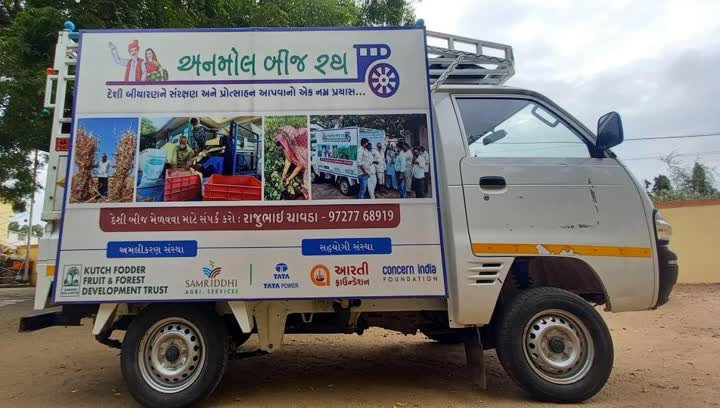 અનમોલ બીજ રથ
દેશી બીયારણને સંરક્ષણ અને પ્રોત્સાહન આપવાનો એક નમ્ર પ્રયાસ...
દેશી બીજ મેળવવા માટે સંપર્ક કરો : રાજુભાઈ ચાવડા - 97277 68919
અમલીકરણ સંસ્થા
સહયોગી સંસ્થા
KUTCH FODDER
FRUIT & FOREST
DEVELOPMENT TRUST
SAMRIDDHI
AGRI. SERVICES
TATA
TATA POWER
આરતી
ફાઉન્ડેશન
concern india
FOUNDATION